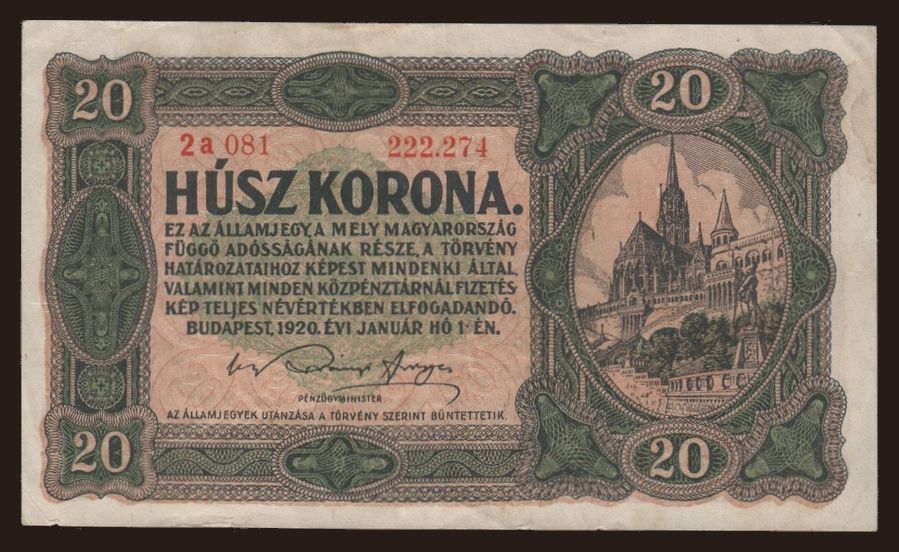 20
20
2a 081 222.274
HÚSZ KORONA.
EZ AZ ÁLLAMJEGY, A MELY MAGYARORSZÁG
FÜGGŐ ADÓSSÁGÁNAK RÉSZE, A TÖRVÉNY
HATÁROZATAIHOZ KÉPEST MINDENKI ÁLTAL,
VALAMINT MINDEN KÖZPÉNZTÁRNÁL FIZETÉS-
KÉP TELJES NÉVÉRTÉKBEN ELFOGADANDÓ.
BUDAPEST, 1920. ÉVI JANUÁR HÓ 1-ÉN.
PÉNZÜGYMINISTER
AZ ÁLLAMJEGYEK UTÁNZÁSA A TÖRVÉNY SZERINT BÜNTETTETIK.
20
20